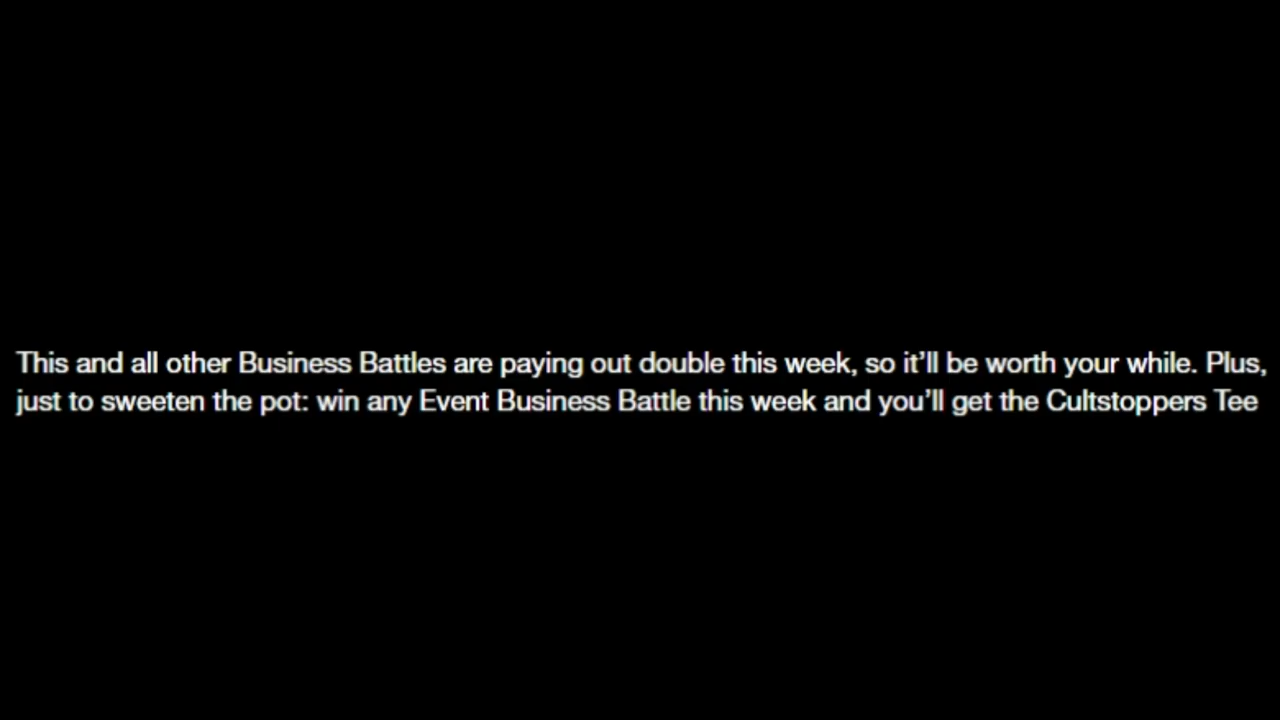 This and all other Business Battles are paying out double this week, so it’ll be worth your while. Plus,
just to sweeten the pot: win any Event Business Battle this week and you’ll get the Cultstoppers Tee